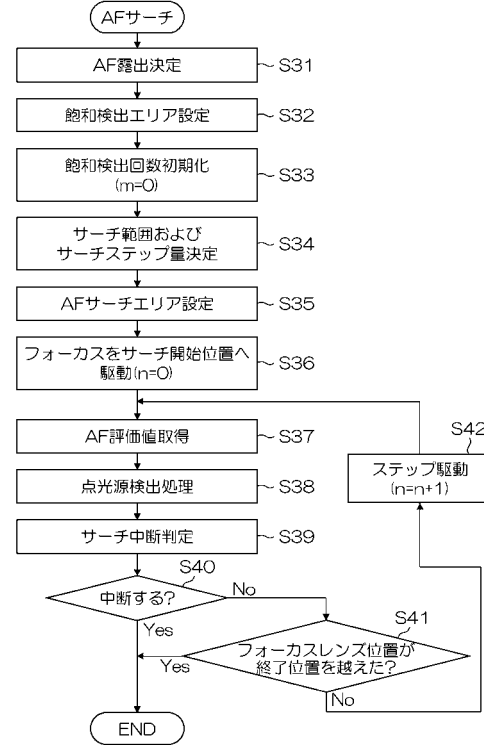 AFサーチ
AF露出決定
S31
飽和検出エリア設定
S32
飽和検出回数初期化
(m=0)
S33
サーチ範囲および
サーチステップ量決定
S34
AFサーチエリア設定
S35
フォーカスをサーチ開始位置へ
駆動(n=0)
S36
AF評価値取得
S37
点光源検出処理
S38
サーチ中断判定
S39
S40
中断する?
No
Yes
S41
フォーカスレンズ位置が
終了位置を越えた?
Yes
No
S42
ステップ駆動
(n=n+1)
END